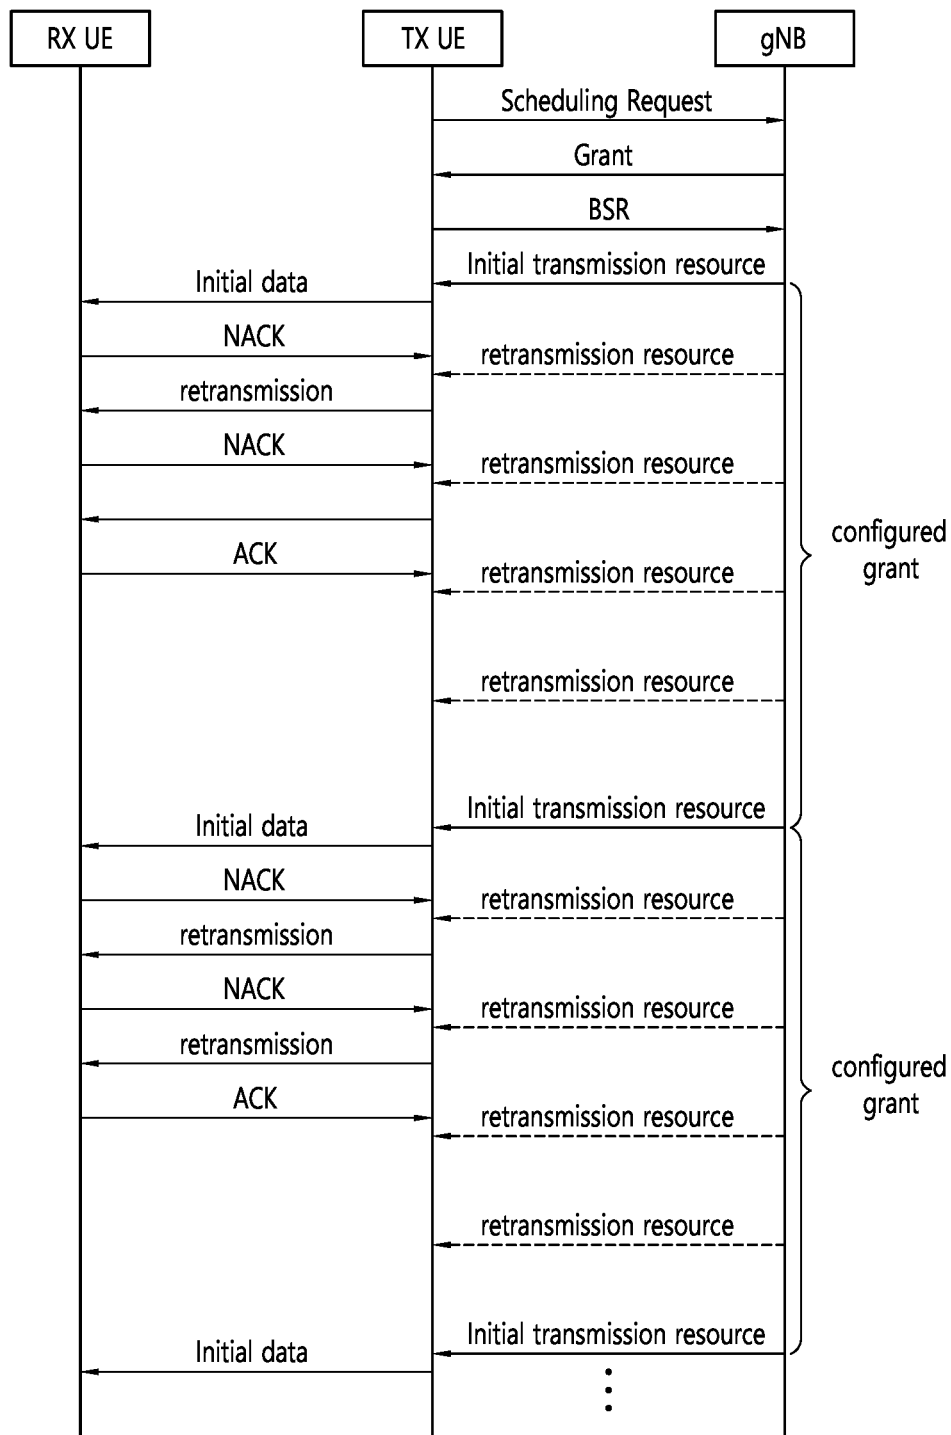 RX UE
TX UE
gNB
Scheduling Request
Grant
BSR
Initial transmission resource
Initial data
NACK
retransmission resource
retransmission
NACK
retransmission resource
configured
grant
ACK
retransmission resource
retransmission resource
Initial transmission resource
Initial data
NACK
retransmission resource
retransmission
NACK
retransmission resource
retransmission
configured
grant
ACK
retransmission resource
retransmission resource
Initial transmission resource
Initial data